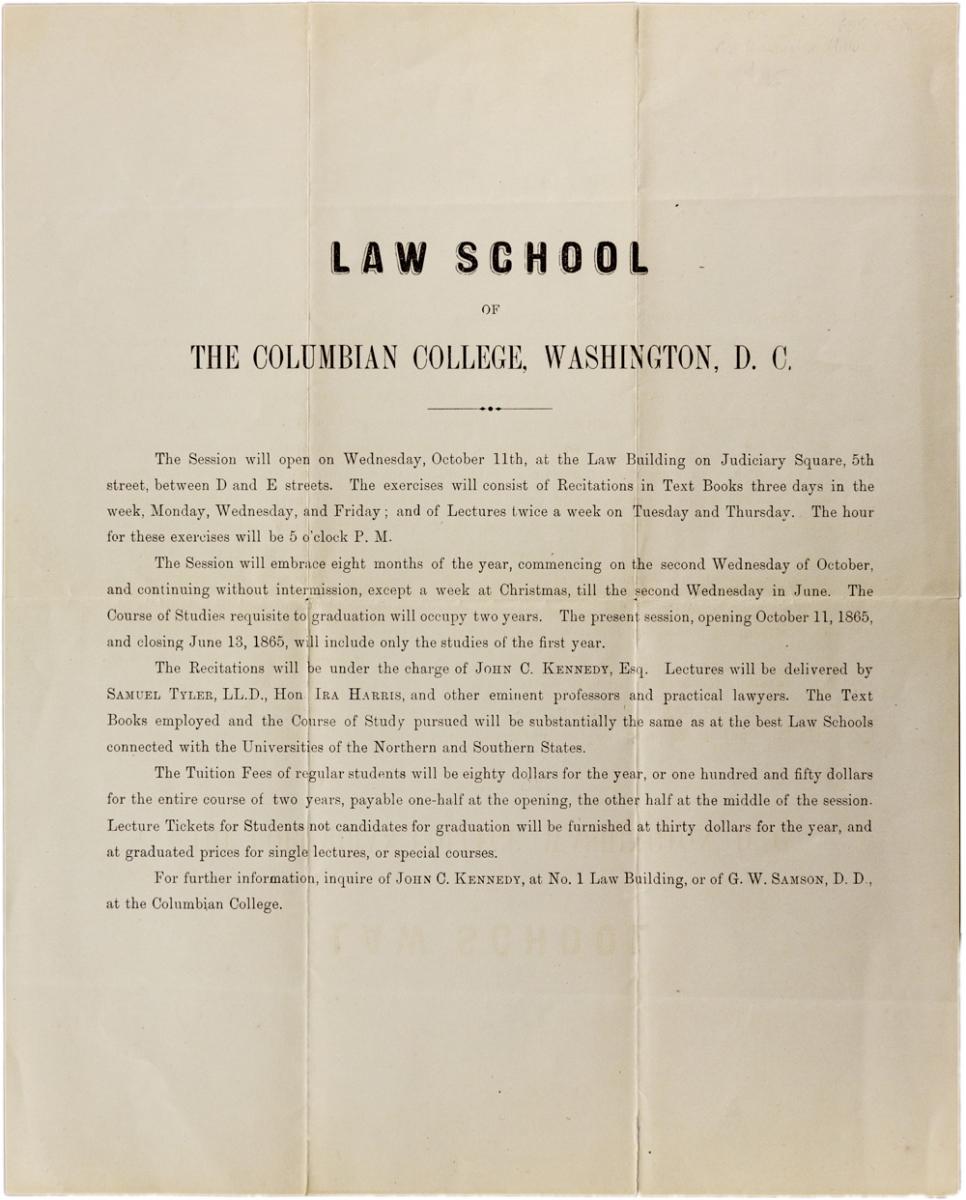 LAW SCHOOL
OF
THE COLUMBIAN COLLEGE, WASHINGTON, D. C.
The Session will open on Wednesday, October 11th, at the Law Building on Judiciary Square, 5th
street, between D and E streets. The exercises will consist of Recitations in Text Books three days in the
week, Monday, Wednesday, and Friday; and of Lectures twice a week on Tuesday and Thursday. The hour
for these exercises will be 5 o'clock P. M.
The Session will embrace eight months of the year, commencing on the second Wednesday of October,
and continuing without intermission, except a week at Christmas, till the second Wednesday in June. The
Course of Studies requisite to graduation will occupy two years. The present session, opening October 11, 1865,
and closing June 13, 1865, will include only the studies of the first year.
The Recitations will be under the charge of JOHN C. KENNEDY, Esq. Lectures will be delivered by
SAMUEL TYLER, LL.D., Hon IRA HARRIS, and other eminent professors and practical lawyers. The Text
Books employed and the Course of Study pursued will be substantially the same as at the best Law Schools
connected with the Universities of the Northern and Southern States.
The Tuition Fees of regular students will be eighty dollars for the year, or one hundred and fifty dollars
for the entire course of two years, payable one-half at the opening, the other half at the middle of the session.
Lecture Tickets for Students not candidates for graduation will be furnished at thirty dollars for the year, and
at graduated prices for single lectures, or special courses.
For further information, inquire of JOHN C. KENNEDY, at No. 1 Law Building, or of G. W. SAMSON, D. D.,
at the Columbian College.